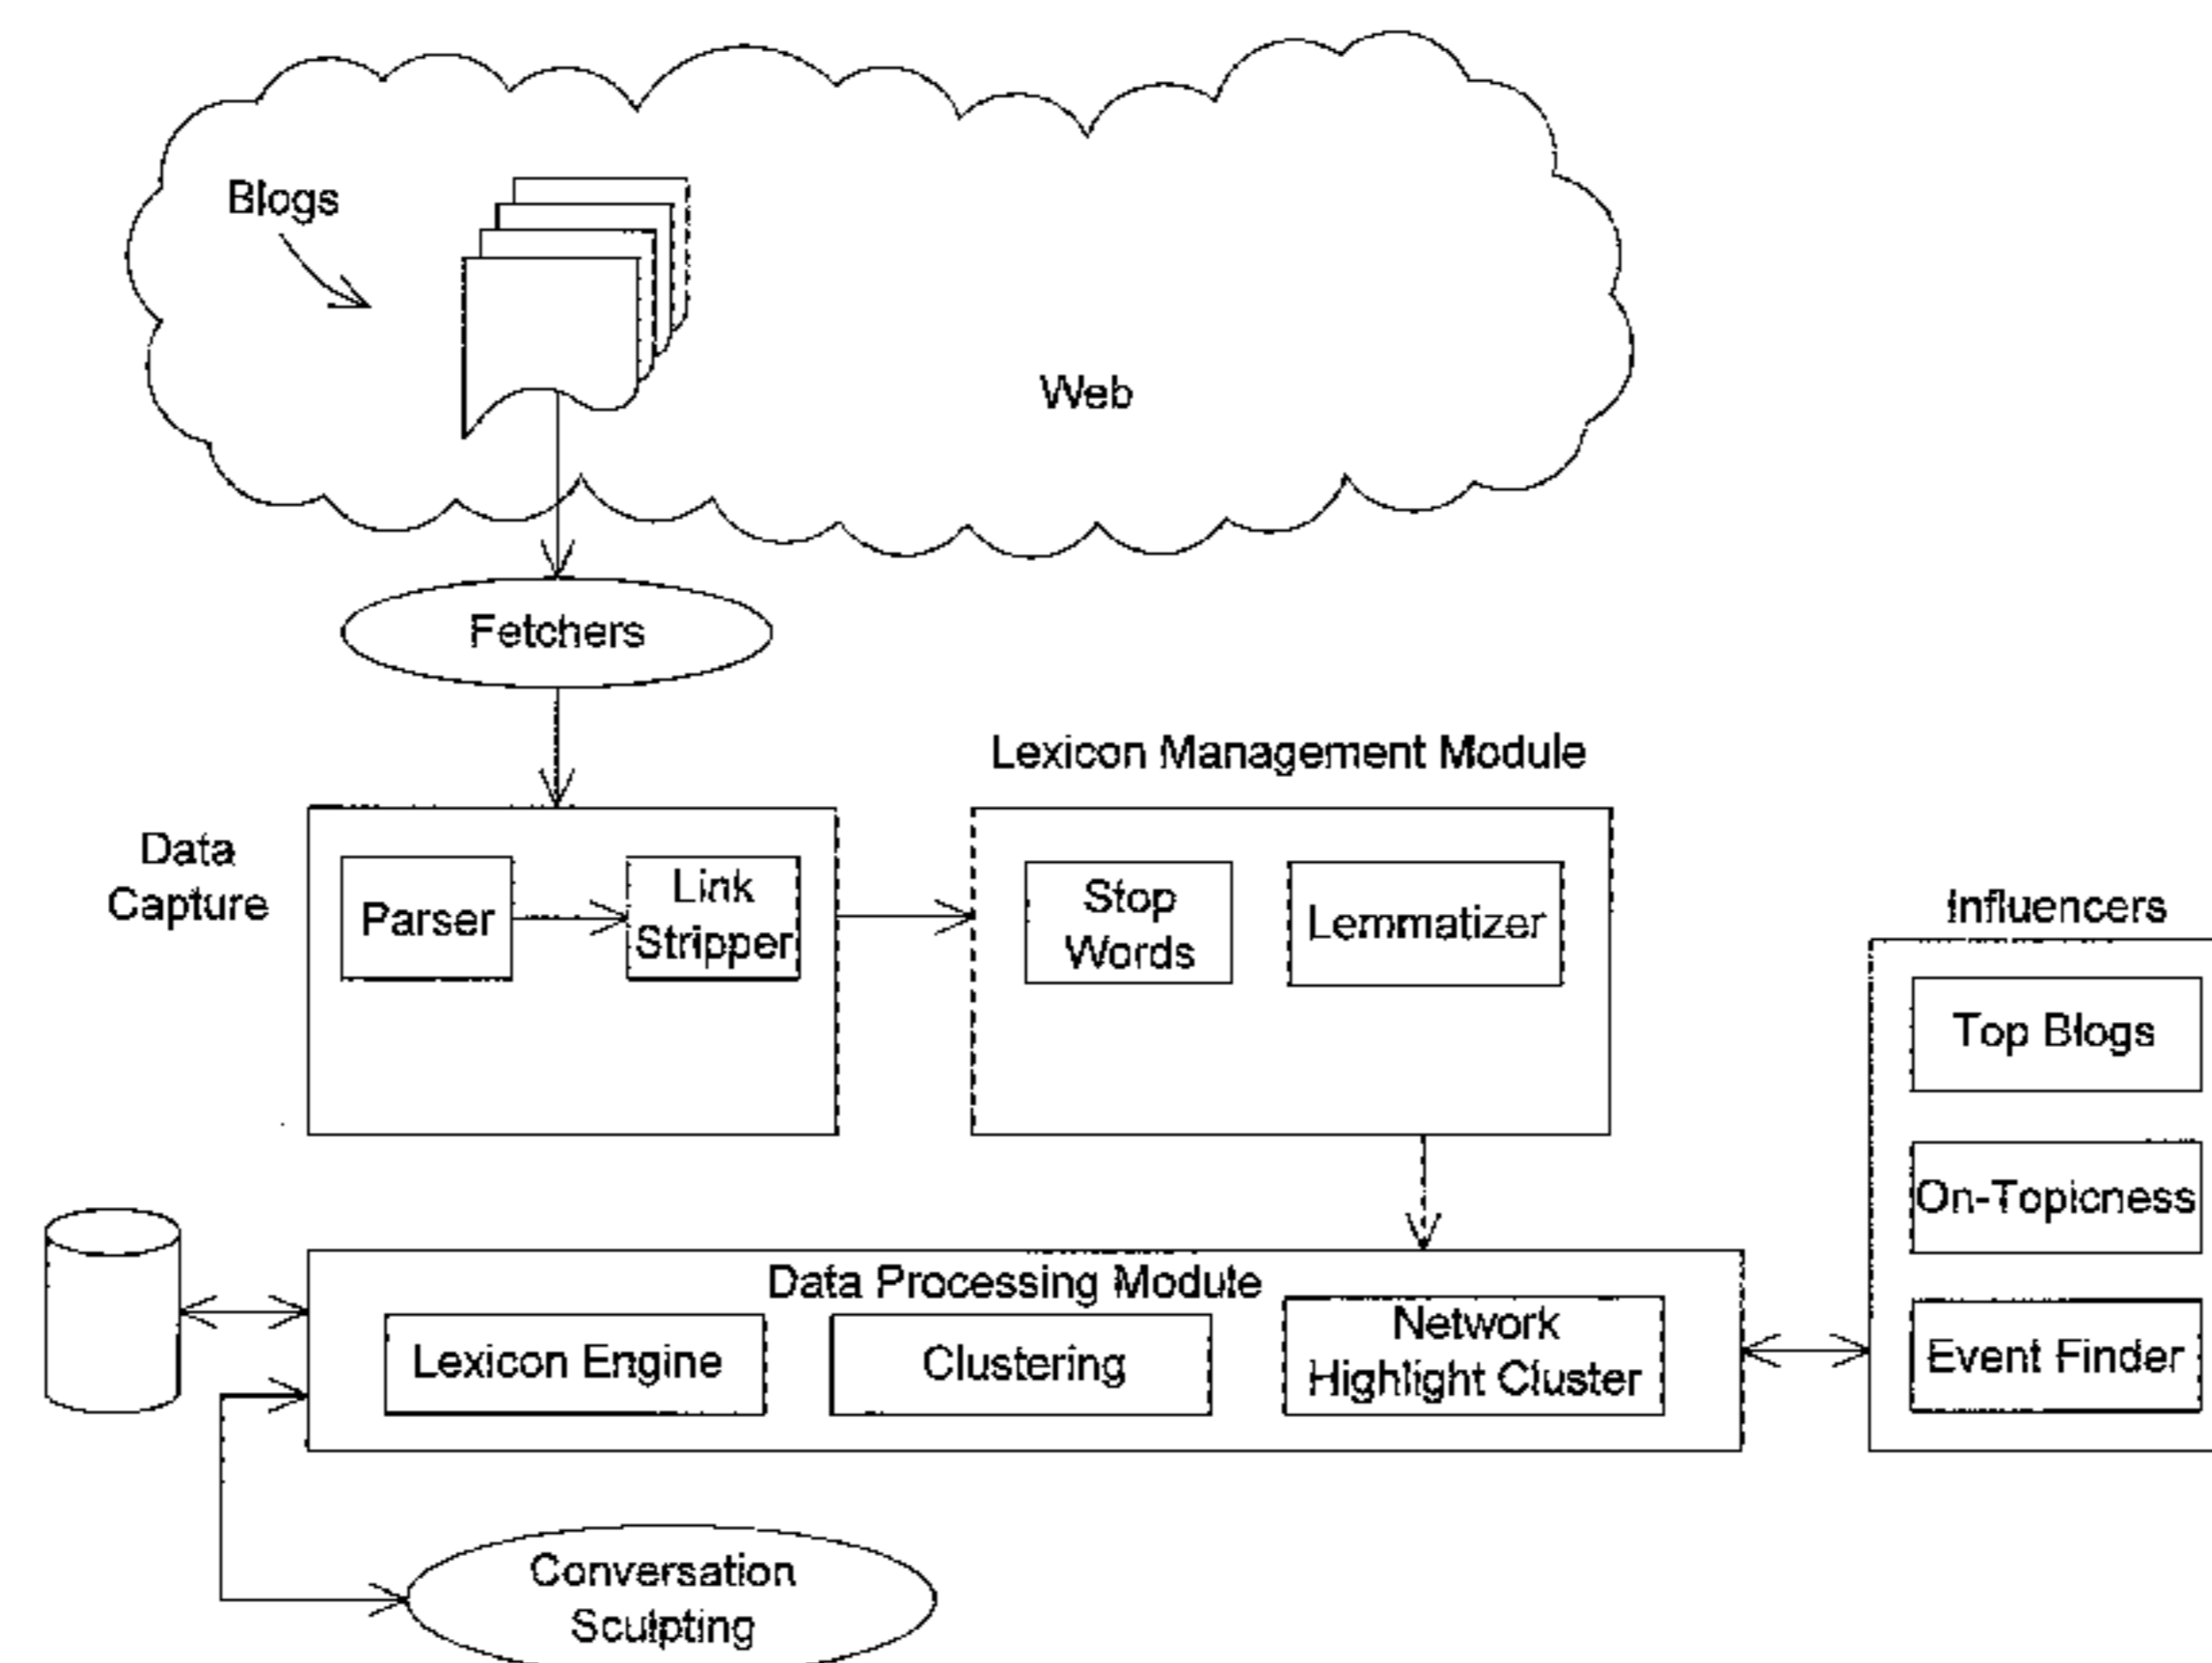 Blogs
Web
Fetchers
Lexicon Management Module
Data
Capture
Parser
Link
Stripper
Stop
Words
Lemmatizer
Influencers
Top Blogs
On-Topicness
Event Finder
Data Processing Module
Lexicon Engine
Clustering
Network
Highlight Cluster
Conversation
Sculpting